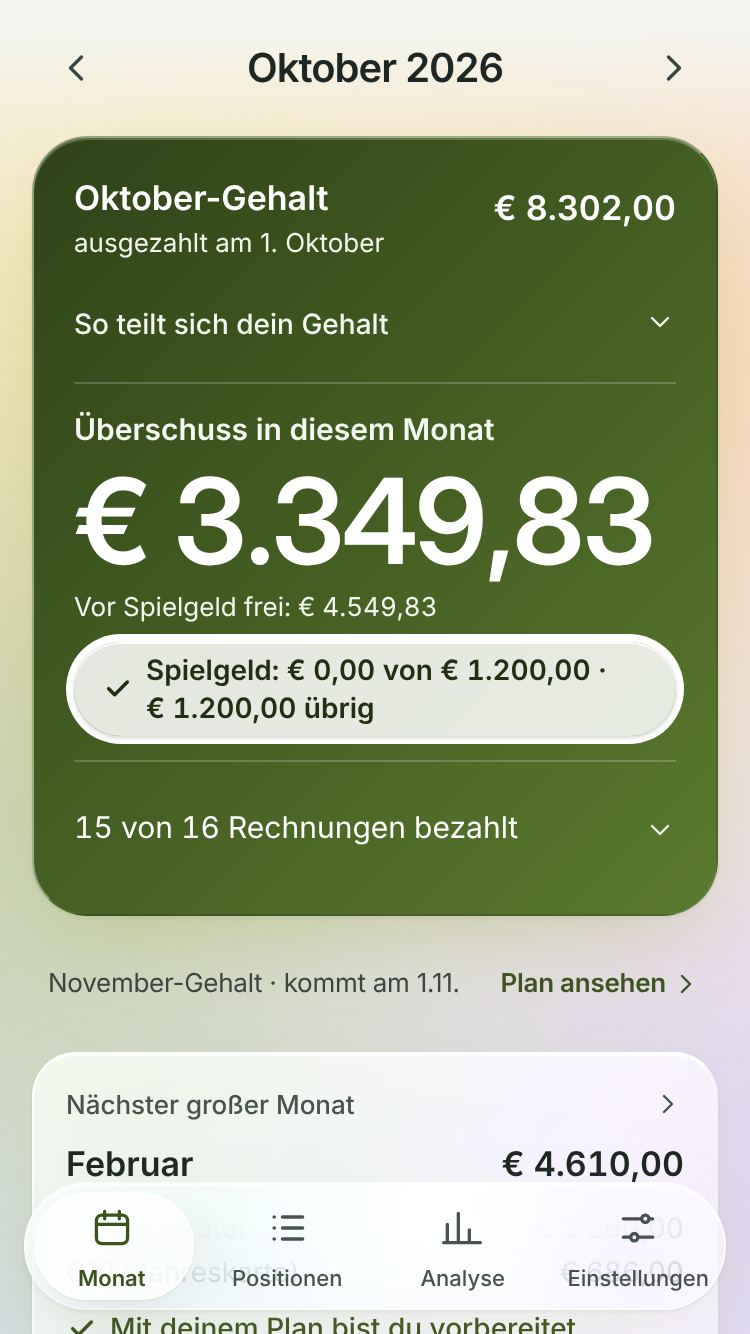 Oktober 2026
Oktober-Gehalt
€ 8.302,00
ausgezahlt am 1. Oktober
So teilt sich dein Gehalt
Überschuss in diesem Monat
€ 3.349,83
Vor Spielgeld frei: € 4.549,83
Spielgeld: € 0,00 von € 1.200,00 ·
€ 1.200,00 übrig
15 von 16 Rechnungen bezahlt
November-Gehalt · kommt am 1.11.
Plan ansehen
Nächster großer Monat
Februar
€ 4.610,00
Monat
Positionen
Analyse
Einstellungen
Mit deinem Plan bist du vorbereitet